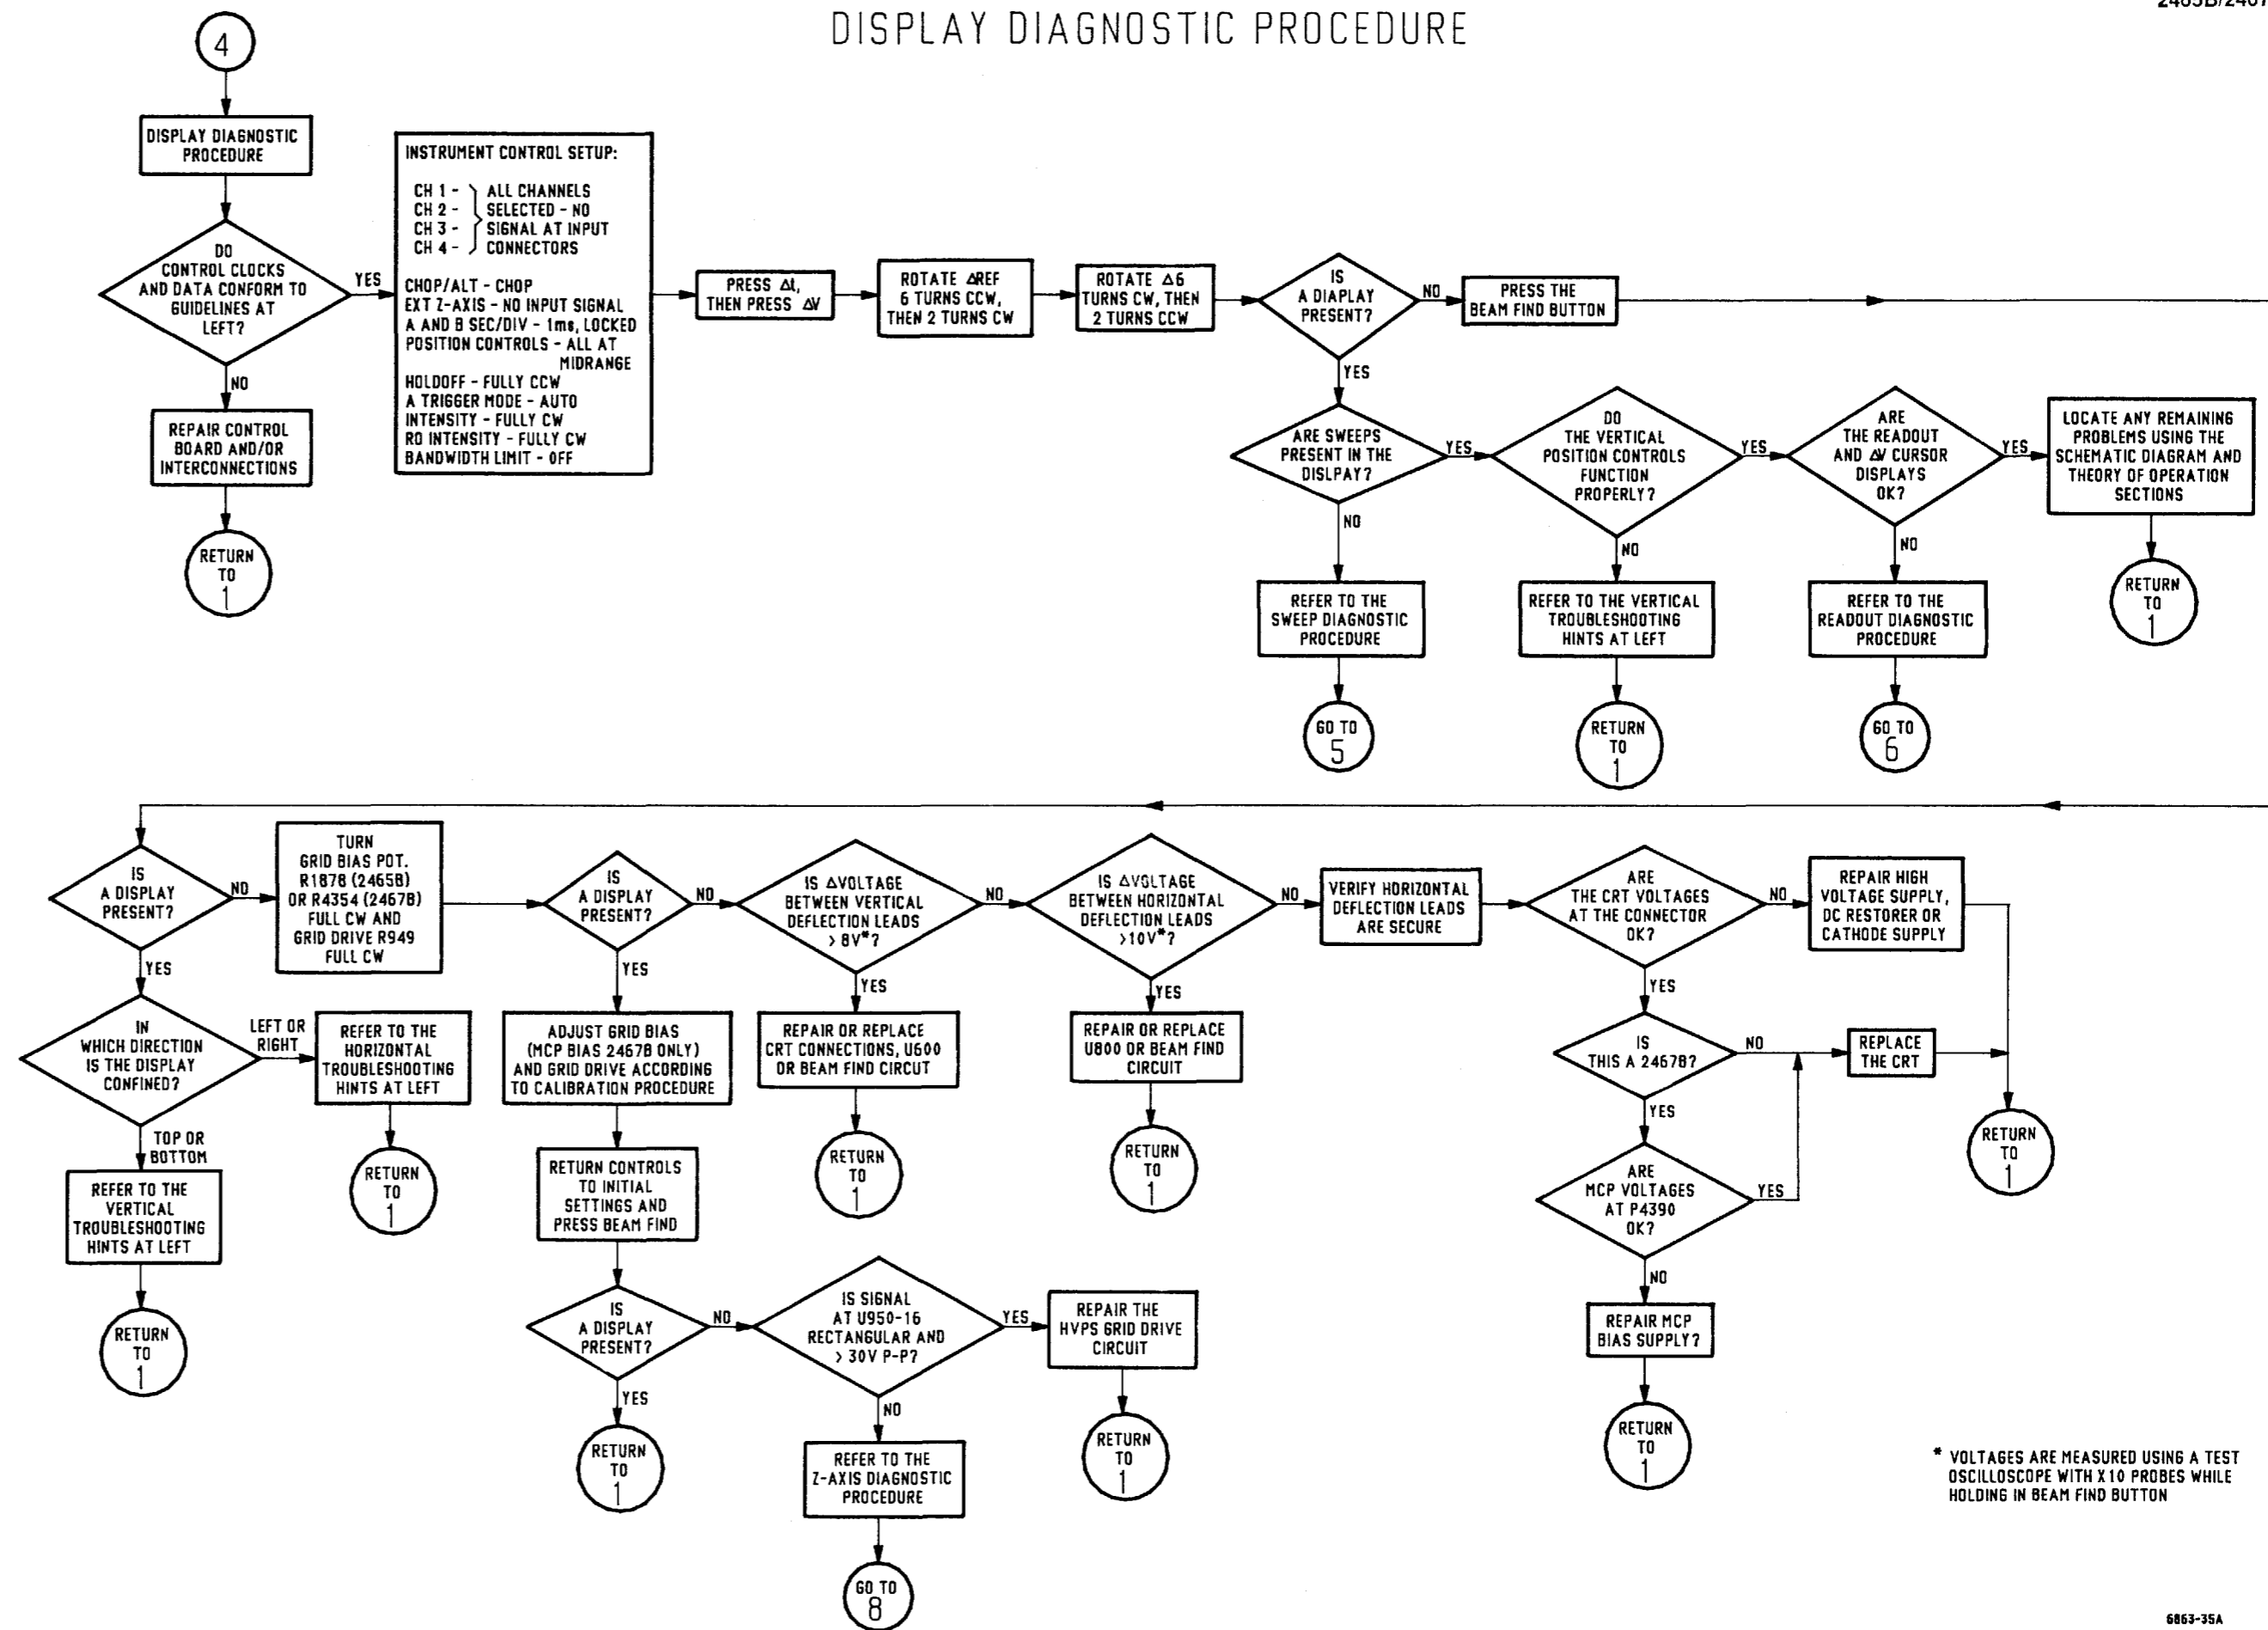 DISPLAY DIAGNOSTIC PROCEDURE
4
DISPLAY DIAGNOSTIC
PROCEDURE
DO
CONTROL CLOCKS
AND DATA CONFORM TO
GUIDELINES AT
LEFT?
YES
NO
REPAIR CONTROL
BOARD AND/OR
INTERCONNECTIONS
RETURN
TO
1
INSTRUMENT CONTROL SETUP:
CH 1 - ALL CHANNELS
CH 2 - SELECTED - NO
CH 3 - SIGNAL AT INPUT
CH 4 - CONNECTORS
CHOP/ALT - CHOP
EXT Z-AXIS - NO INPUT SIGNAL
A AND B SEC/DIV - 1ms, LOCKED
POSITION CONTROLS - ALL AT
MIDRANGE
HOLDOFF - FULLY CCW
A TRIGGER MODE - AUTO
INTENSITY - FULLY CW
RO INTENSITY - FULLY CW
BANDWIDTH LIMIT - OFF
PRESS Δt,
THEN PRESS ΔV
ROTATE ΔREF
6 TURNS CCW,
THEN 2 TURNS CW
ROTATE Δ6
TURNS CW, THEN
2 TURNS CCW
IS
A DIAPLAY
PRESENT?
NO
PRESS THE
BEAM FIND BUTTON
YES
ARE SWEEPS
PRESENT IN THE
DISLPAY?
YES
DO
THE VERTICAL
POSITION CONTROLS
FUNCTION
PROPERLY?
YES
ARE
THE READOUT
AND ΔV CURSOR
DISPLAYS
OK?
YES
LOCATE ANY REMAINING
PROBLEMS USING THE
SCHEMATIC DIAGRAM AND
THEORY OF OPERATION
SECTIONS
RETURN
TO
1
NO
REFER TO THE
SWEEP DIAGNOSTIC
PROCEDURE
GO TO
5
NO
REFER TO THE VERTICAL
TROUBLESHOOTING
HINTS AT LEFT
RETURN
TO
1
NO
REFER TO THE
READOUT DIAGNOSTIC
PROCEDURE
GO TO
6
IS
A DISPLAY
PRESENT?
NO
TURN
GRID BIAS POT.
R1878 (2465B)
OR R4354 (2467B)
FULL CW AND
GRID DRIVE R949
FULL CW
YES
IN
WHICH DIRECTION
IS THE DISPLAY
CONFINED?
LEFT OR
RIGHT
REFER TO THE
HORIZONTAL
TROUBLESHOOTING
HINTS AT LEFT
RETURN
TO
1
TOP OR
BOTTOM
REFER TO THE
VERTICAL
TROUBLESHOOTING
HINTS AT LEFT
RETURN
TO
1
IS
A DISPLAY
PRESENT?
NO
YES
ADJUST GRID BIAS
(MCP BIAS 2467B ONLY)
AND GRID DRIVE ACCORDING
TO CALIBRATION PROCEDURE
RETURN CONTROLS
TO INITIAL
SETTINGS AND
PRESS BEAM FIND
IS
A DISPLAY
PRESENT?
NO
YES
RETURN
TO
1
IS SIGNAL
AT U950-16
RECTANGULAR AND
> 30V P-P?
YES
REPAIR THE
HVPS GRID DRIVE
CIRCUIT
RETURN
TO
1
NO
REFER TO THE
Z-AXIS DIAGNOSTIC
PROCEDURE
GO TO
8
IS ΔVOLTAGE
BETWEEN VERTICAL
DEFLECTION LEADS
> 8V*?
NO
YES
REPAIR OR REPLACE
CRT CONNECTIONS, U600
OR BEAM FIND CIRCUT
RETURN
TO
1
IS ΔVOLTAGE
BETWEEN HORIZONTAL
DEFLECTION LEADS
>10V*?
NO
YES
REPAIR OR REPLACE
U800 OR BEAM FIND
CIRCUIT
RETURN
TO
1
VERIFY HORIZONTAL
DEFLECTION LEADS
ARE SECURE
ARE
THE CRT VOLTAGES
AT THE CONNECTOR
OK?
NO
REPAIR HIGH
VOLTAGE SUPPLY,
DC RESTORER OR
CATHODE SUPPLY
YES
IS
THIS A 2467B?
NO
REPLACE
THE CRT
RETURN
TO
1
YES
ARE
MCP VOLTAGES
AT P4390
OK?
YES
NO
REPAIR MCP
BIAS SUPPLY?
RETURN
TO
1
* VOLTAGES ARE MEASURED USING A TEST
OSCILLOSCOPE WITH X10 PROBES WHILE
HOLDING IN BEAM FIND BUTTON
6863-35A